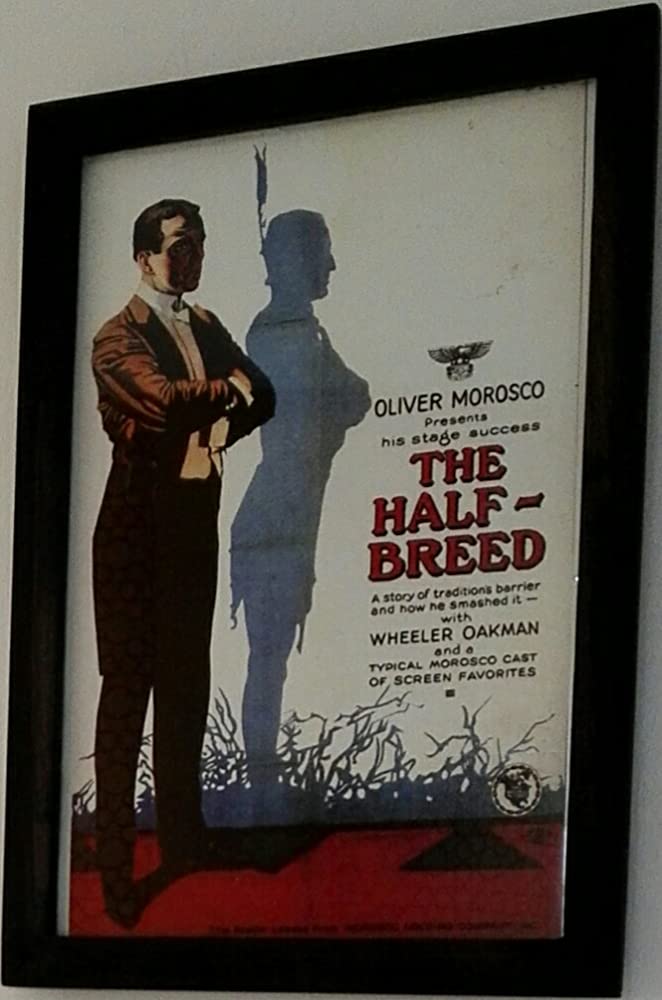 OLIVER MOROSCO
Presents
his stage success
THE
HALF-
BREED
A story of tradition's barrier
and how he smashed it —
with
WHEELER OAKMAN
and a
TYPICAL MOROSCO CAST
OF SCREEN FAVORITES